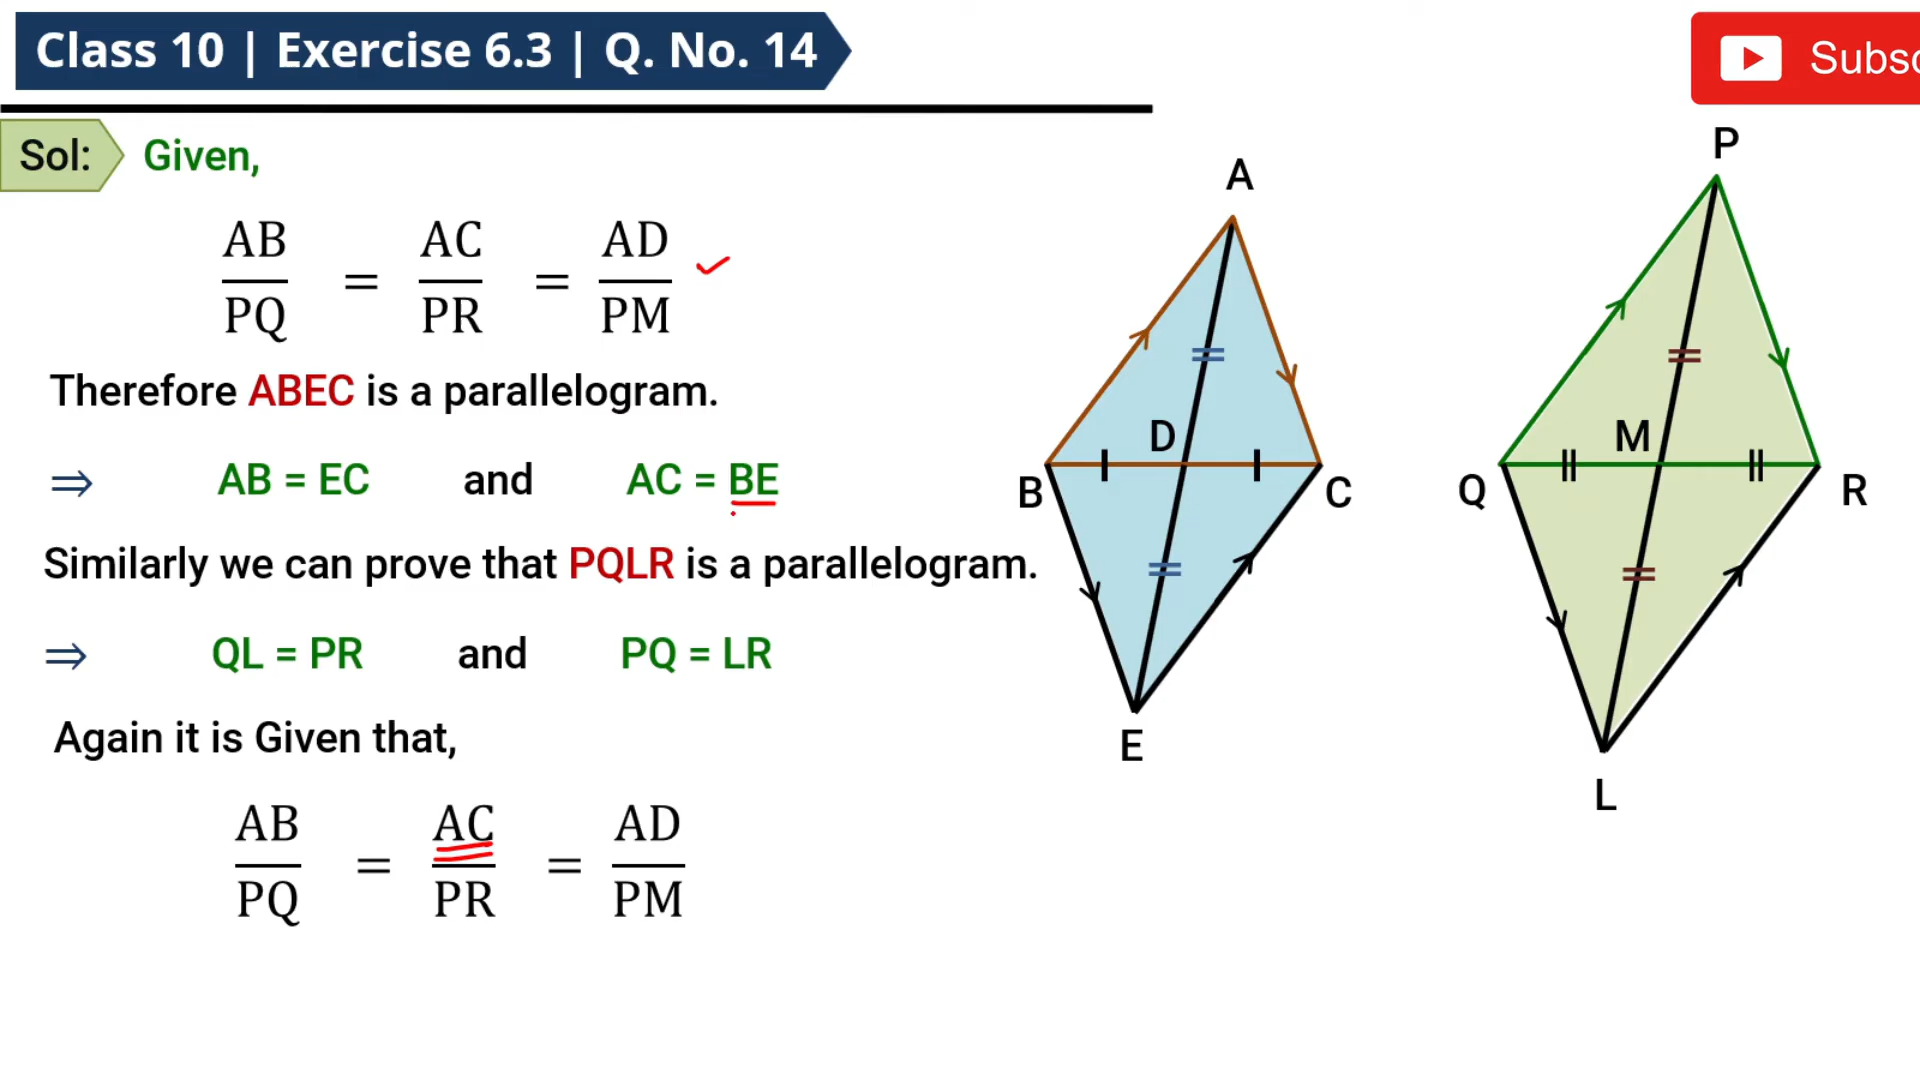 Class 10 | Exercise 6.3 | Q. No. 14
Subsc
Sol: Given,
AB/PQ = AC/PR = AD/PM
Therefore ABEC is a parallelogram.
⇒ AB = EC and AC = BE
Similarly we can prove that PQLR is a parallelogram.
⇒ QL = PR and PQ = LR
Again it is Given that,
AB/PQ = AC/PR = AD/PM
A
D
B
C
E
P
M
Q
R
L